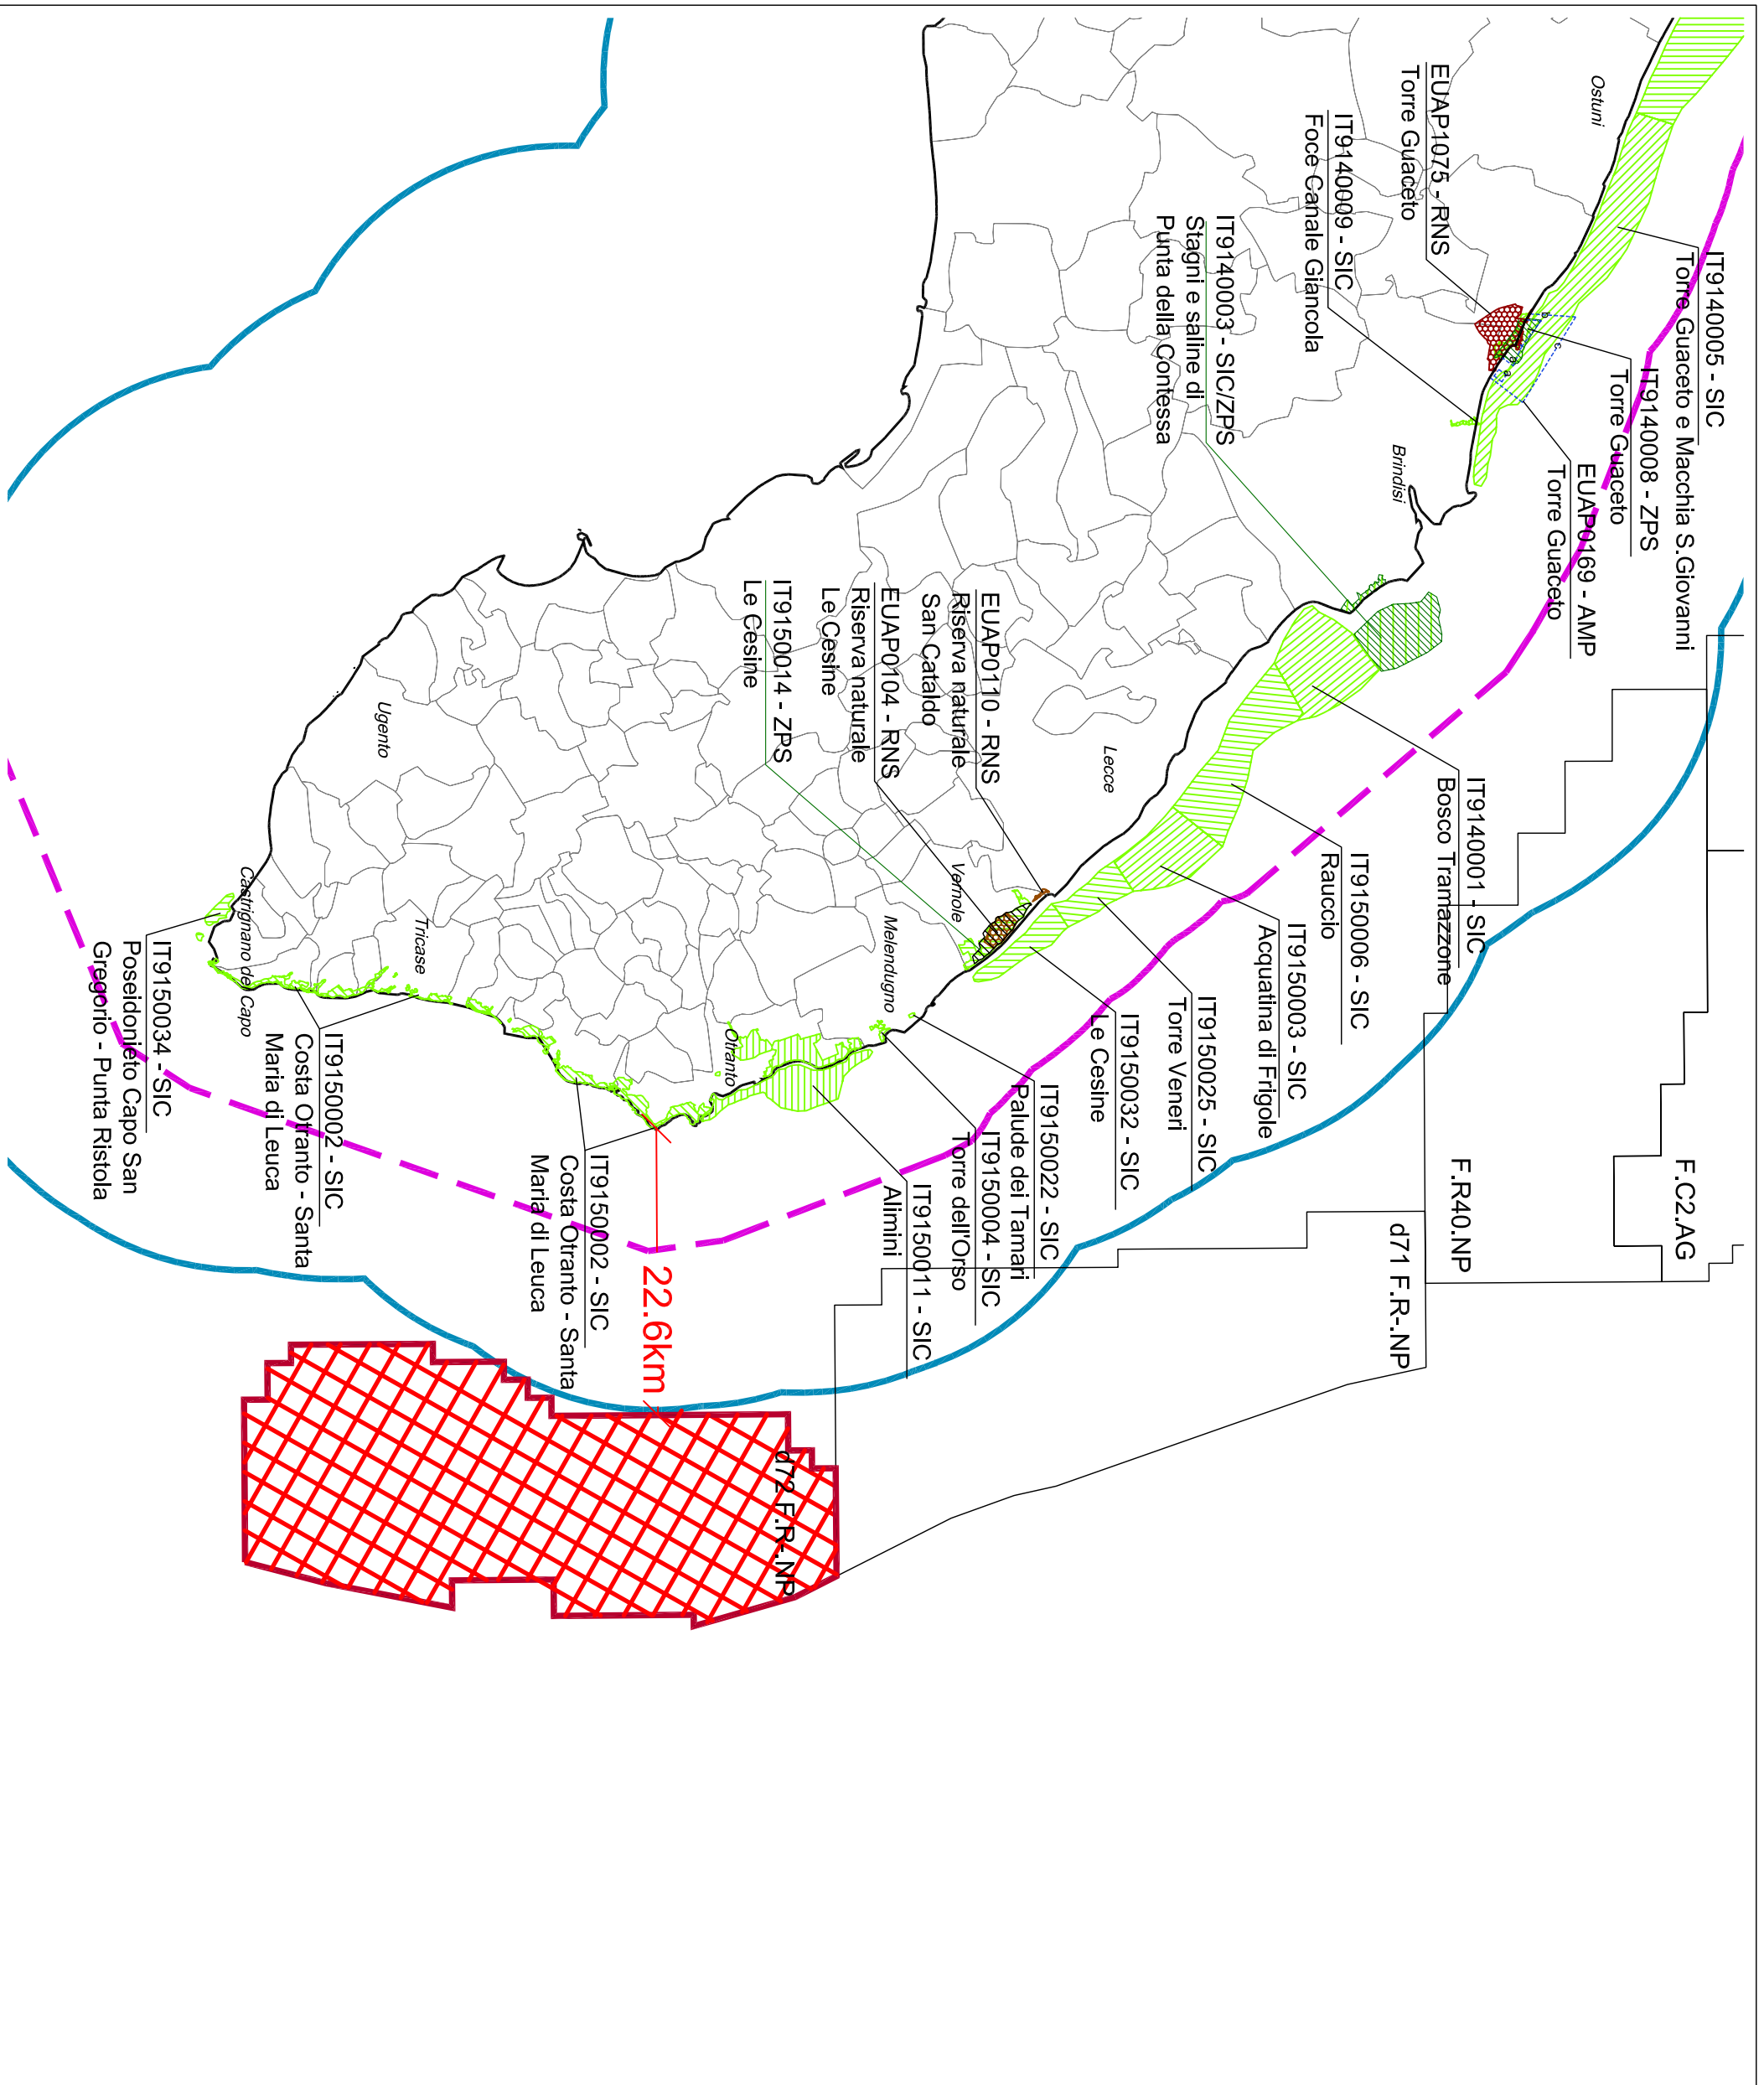 Ostuni
EUAP1075 - RNS
Torre Guaceto
IT9140009 - SIC
Foce Canale Giancola
IT9140003 - SIC/ZPS
Stagni e saline di
Punta della Contessa
IT9140005 - SIC
Torre Guaceto e Macchia S.Giovanni
IT9140008 - ZPS
Torre Guaceto
EUAP0169 - AMP
Torre Guaceto
b
c
a
Brindisi
IT9140001 - SIC
Bosco Tramazzone
IT9150006 - SIC
Rauccio
IT9150003 - SIC
Acquatina di Frigole
IT9150025 - SIC
Torre Veneri
IT9150032 - SIC
Le Cesine
IT9150022 - SIC
Palude dei Tamari
IT9150004 - SIC
Torre dell'Orso
IT9150011 - SIC
Alimini
Lecce
EUAP0110 - RNS
Riserva naturale
San Cataldo
EUAP0104 - RNS
Riserva naturale
Le Cesine
IT9150014 - ZPS
Le Cesine
Vernole
Melendugno
Otranto
Ugento
Tricase
Castrignano del Capo
IT9150002 - SIC
Costa Otranto - Santa
Maria di Leuca
IT9150002 - SIC
Costa Otranto - Santa
Maria di Leuca
IT9150034 - SIC
Poseidonieto Capo San
Gregorio - Punta Ristola
22.6km
F.C2.AG
F.R40.NP
d71 F.R-.NP
d72 F.R-.NP